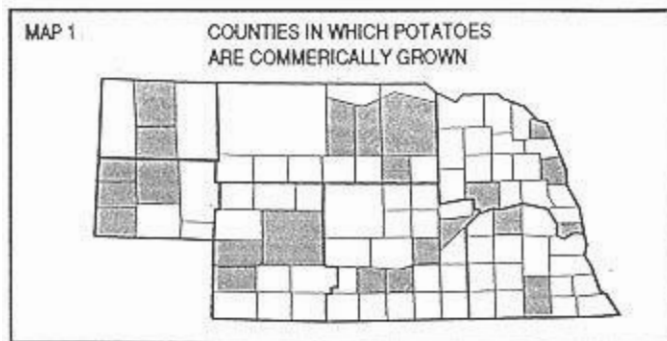 MAP 1
COUNTIES IN WHICH POTATOES
ARE COMMERICALLY GROWN